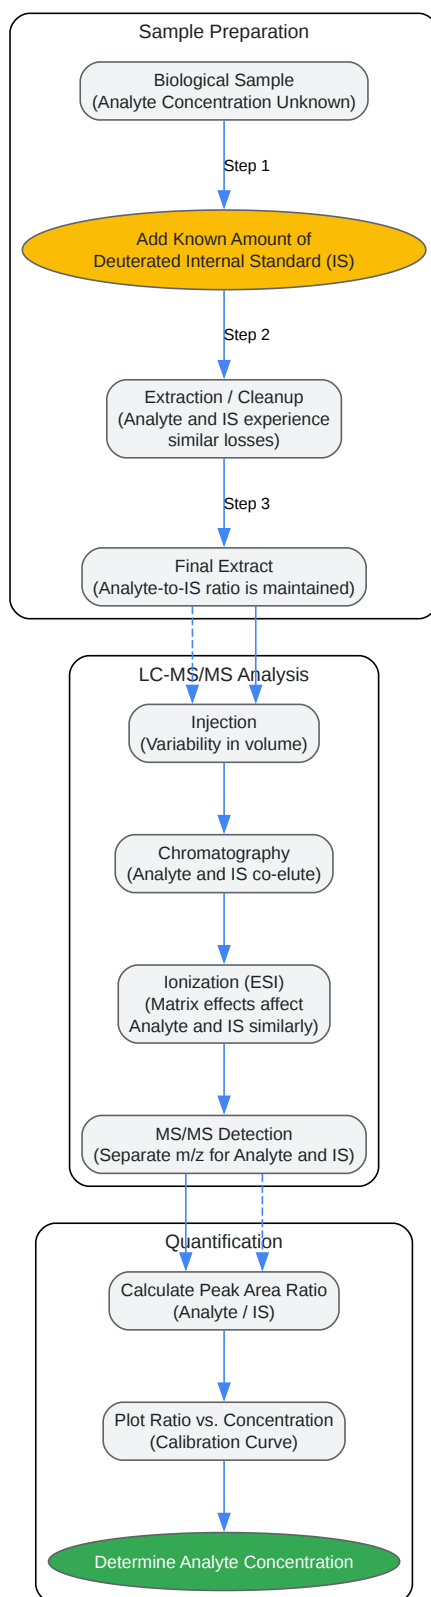 Sample Preparation
Biological Sample
(Analyte Concentration Unknown)
Step 1
Add Known Amount of
Deuterated Internal Standard (IS)
Step 2
Extraction / Cleanup
(Analyte and IS experience
similar losses)
Step 3
Final Extract
(Analyte-to-IS ratio is maintained)
LC-MS/MS Analysis
Injection
(Variability in volume)
Chromatography
(Analyte and IS co-elute)
Ionization (ESI)
(Matrix effects affect
Analyte and IS similarly)
MS/MS Detection
(Separate m/z for Analyte and IS)
Quantification
Calculate Peak Area Ratio
(Analyte / IS)
Plot Ratio vs. Concentration
(Calibration Curve)
Determine Analyte Concentration